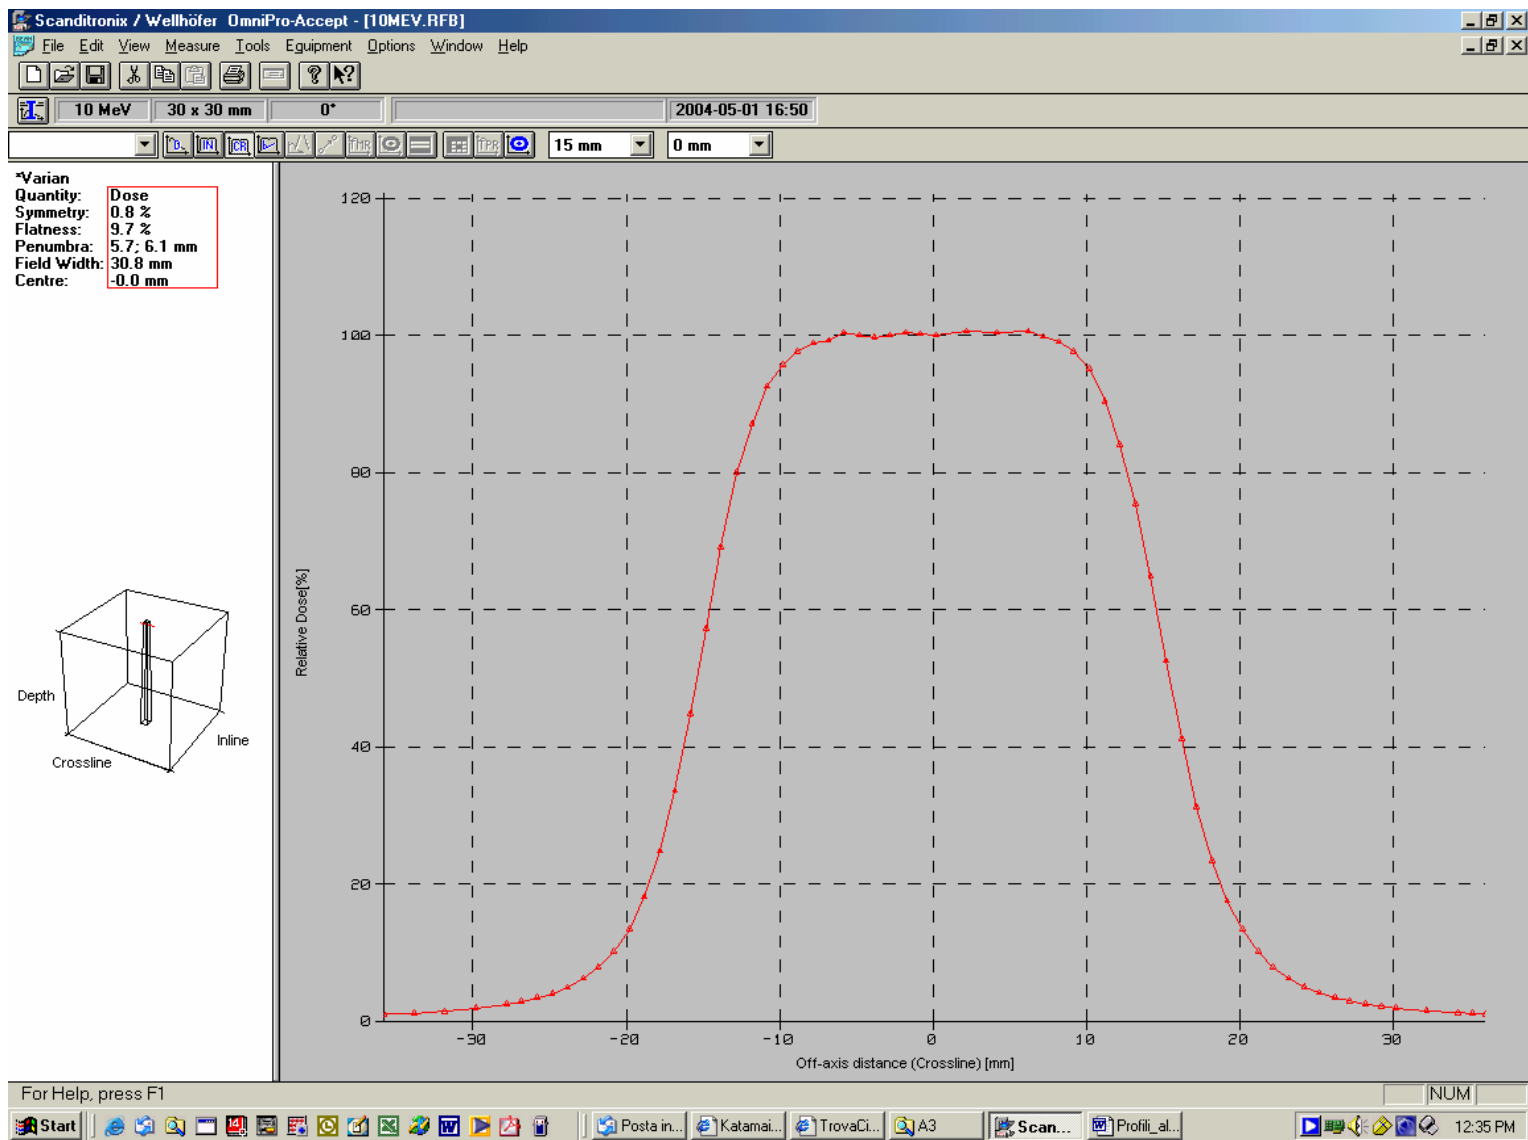 Scanditronix / Wellhöfer OmniPro-Accept - [10MEV.RFB]
File Edit View Measure Tools Equipment Options Window Help
10 MeV 30 x 30 mm 0° 2004-05-01 16:50
IN CR TMR TPR 15 mm 0 mm
*Varian
Quantity: Dose
Symmetry: 0.8 %
Flatness: 9.7 %
Penumbra: 5.7; 6.1 mm
Field Width: 30.8 mm
Centre: -0.0 mm
Depth
Crossline
Inline
Relative Dose[%]
120
100
80
60
40
20
0
-30 -20 -10 0 10 20 30
Off-axis distance (Crossline) [mm]
For Help, press F1 NUM
Start Posta in... Katamai... TrovaCi... A3 Scan... Profili_al... 12:35 PM